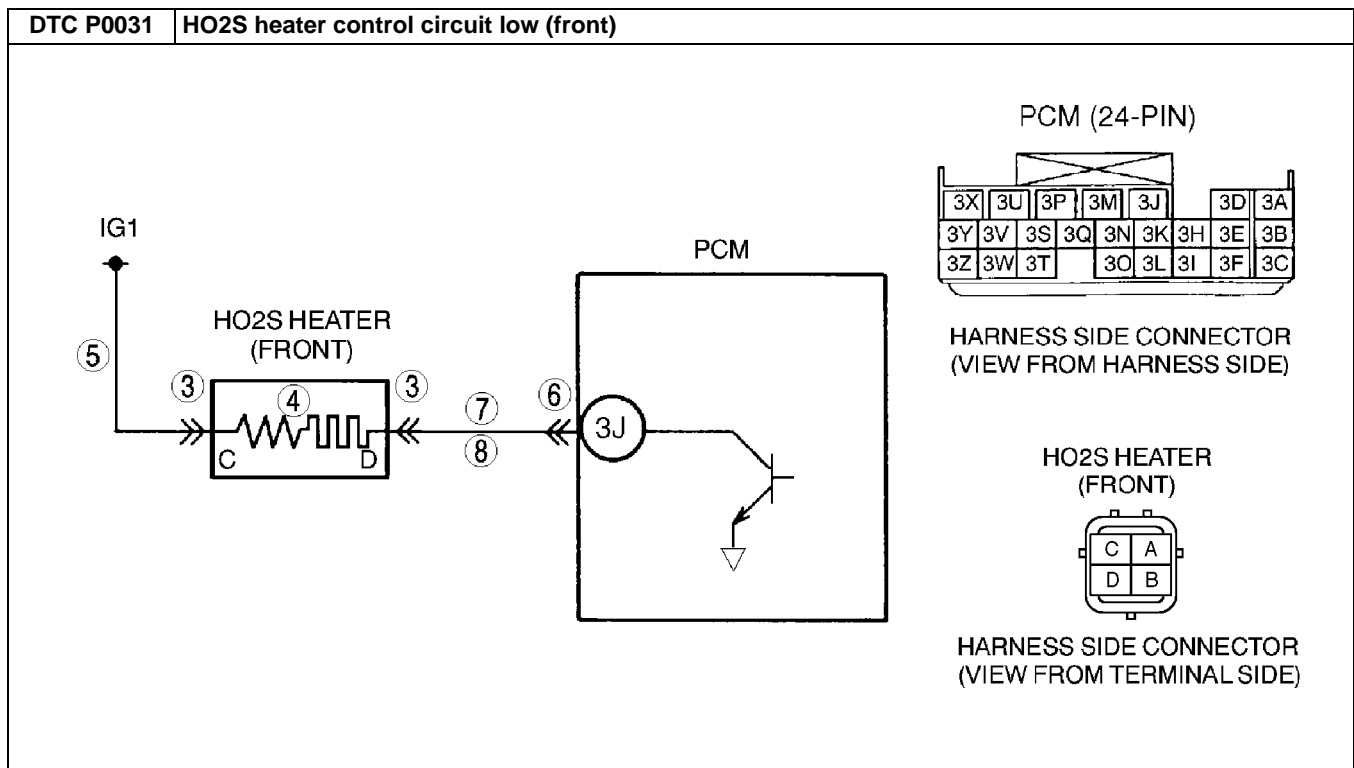 DTC P0031 HO2S heater control circuit low (front)
PCM (24-PIN)
3X 3U 3P 3M 3J 3D 3A
3Y 3V 3S 3Q 3N 3K 3H 3E 3B
3Z 3W 3T 3O 3L 3I 3F 3C
HARNESS SIDE CONNECTOR
(VIEW FROM HARNESS SIDE)
IG1
PCM
HO2S HEATER
(FRONT)
5
3
4
3
7
6
8
C
D
3J
HO2S HEATER
(FRONT)
C A
D B
HARNESS SIDE CONNECTOR
(VIEW FROM TERMINAL SIDE)